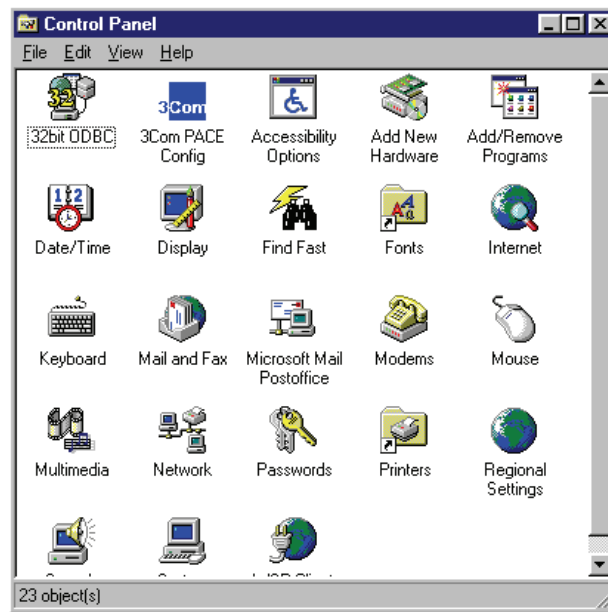 Control Panel
File Edit View Help
32
3Com
32bit ODBC 3Com PACE Config Accessibility Options Add New Hardware Add/Remove Programs
12
Date/Time Display Find Fast Fonts Internet
Keyboard Mail and Fax Microsoft Mail Postoffice Modems Mouse
Multimedia Network Passwords Printers Regional Settings
23 object(s)